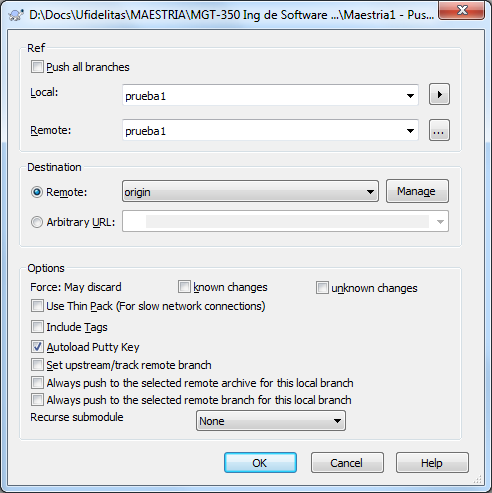 D:\Docs\Ufidelitas\MAESTRIA\MGT-350 Ing de Software ...\Maestria1 - Pus...
Ref
Push all branches
Local: prueba1
Remote: prueba1 ...
Destination
Remote: origin Manage
Arbitrary URL:
Options
Force: May discard known changes unknown changes
Use Thin Pack (For slow network connections)
Include Tags
Autoload Putty Key
Set upstream/track remote branch
Always push to the selected remote archive for this local branch
Always push to the selected remote branch for this local branch
Recurse submodule None
OK Cancel Help